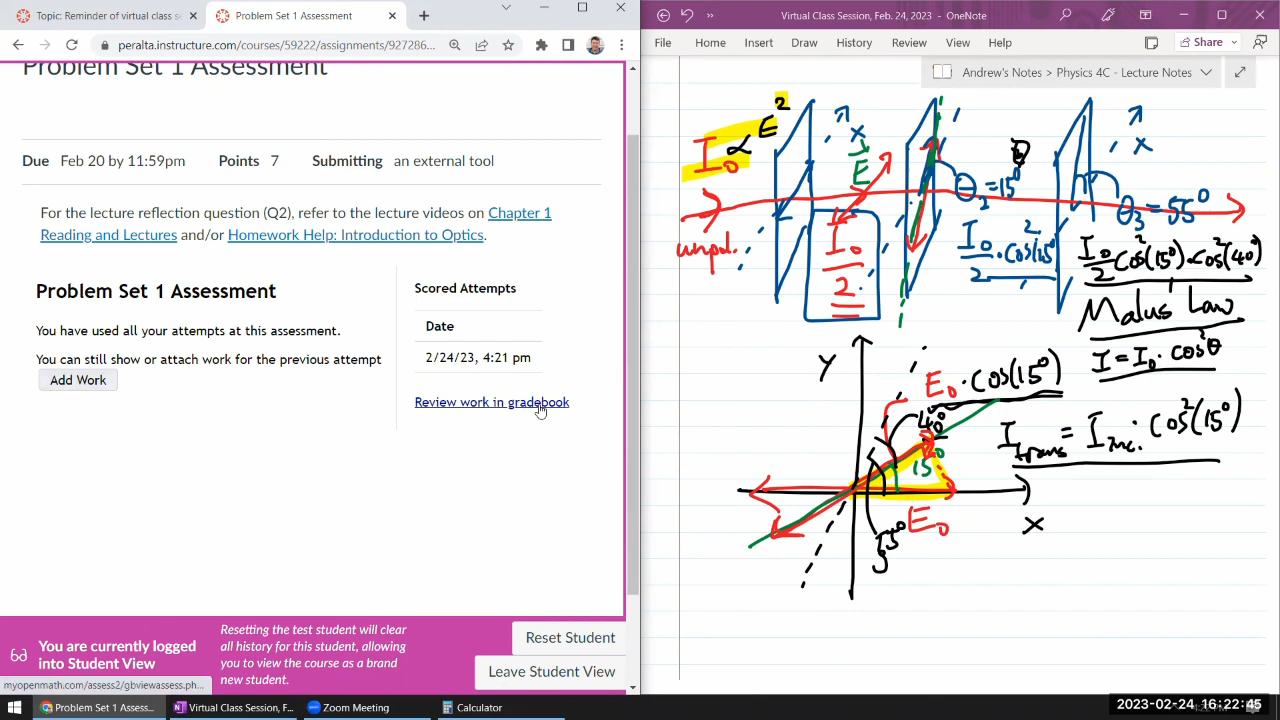 Topic: Reminder of virtual class s
Problem Set 1 Assessment
peralta.instructure.com/courses/59222/assignments/927286...
Problem Set 1 Assessment
Due Feb 20 by 11:59pm Points 7 Submitting an external tool
For the lecture reflection question (Q2), refer to the lecture videos on Chapter 1
Reading and Lectures and/or Homework Help: Introduction to Optics.
Problem Set 1 Assessment
You have used all your attempts at this assessment.
You can still show or attach work for the previous attempt
Add Work
Scored Attempts
Date
2/24/23, 4:21 pm
Review work in gradebook
You are currently logged
into Student View
Resetting the test student will clear
all history for this student, allowing
you to view the course as a brand
new student.
Reset Student
Leave Student View
myopenmath.com/assess2/gbviewassess.ph...
Virtual Class Session, Feb. 24, 2023 - OneNote
File Home Insert Draw History Review View Help
Share
Andrew's Notes > Physics 4C - Lecture Notes
I₀ ∝ E²
x
E
x
unpol.
I₀/2
θ₂ = 15°
I₀/2 · cos²(15°)
θ₃ = 55°
I₀/2 cos²(15°) · cos²(40°)
Malus Law
I = I₀ · cos²θ
Y
E₀ · cos(15°)
40°
15°
I trans = I inc. · cos²(15°)
E₀
55°
x
Problem Set 1 Assess...
Virtual Class Session, F...
Zoom Meeting
Calculator
2023-02-24 16:22:45